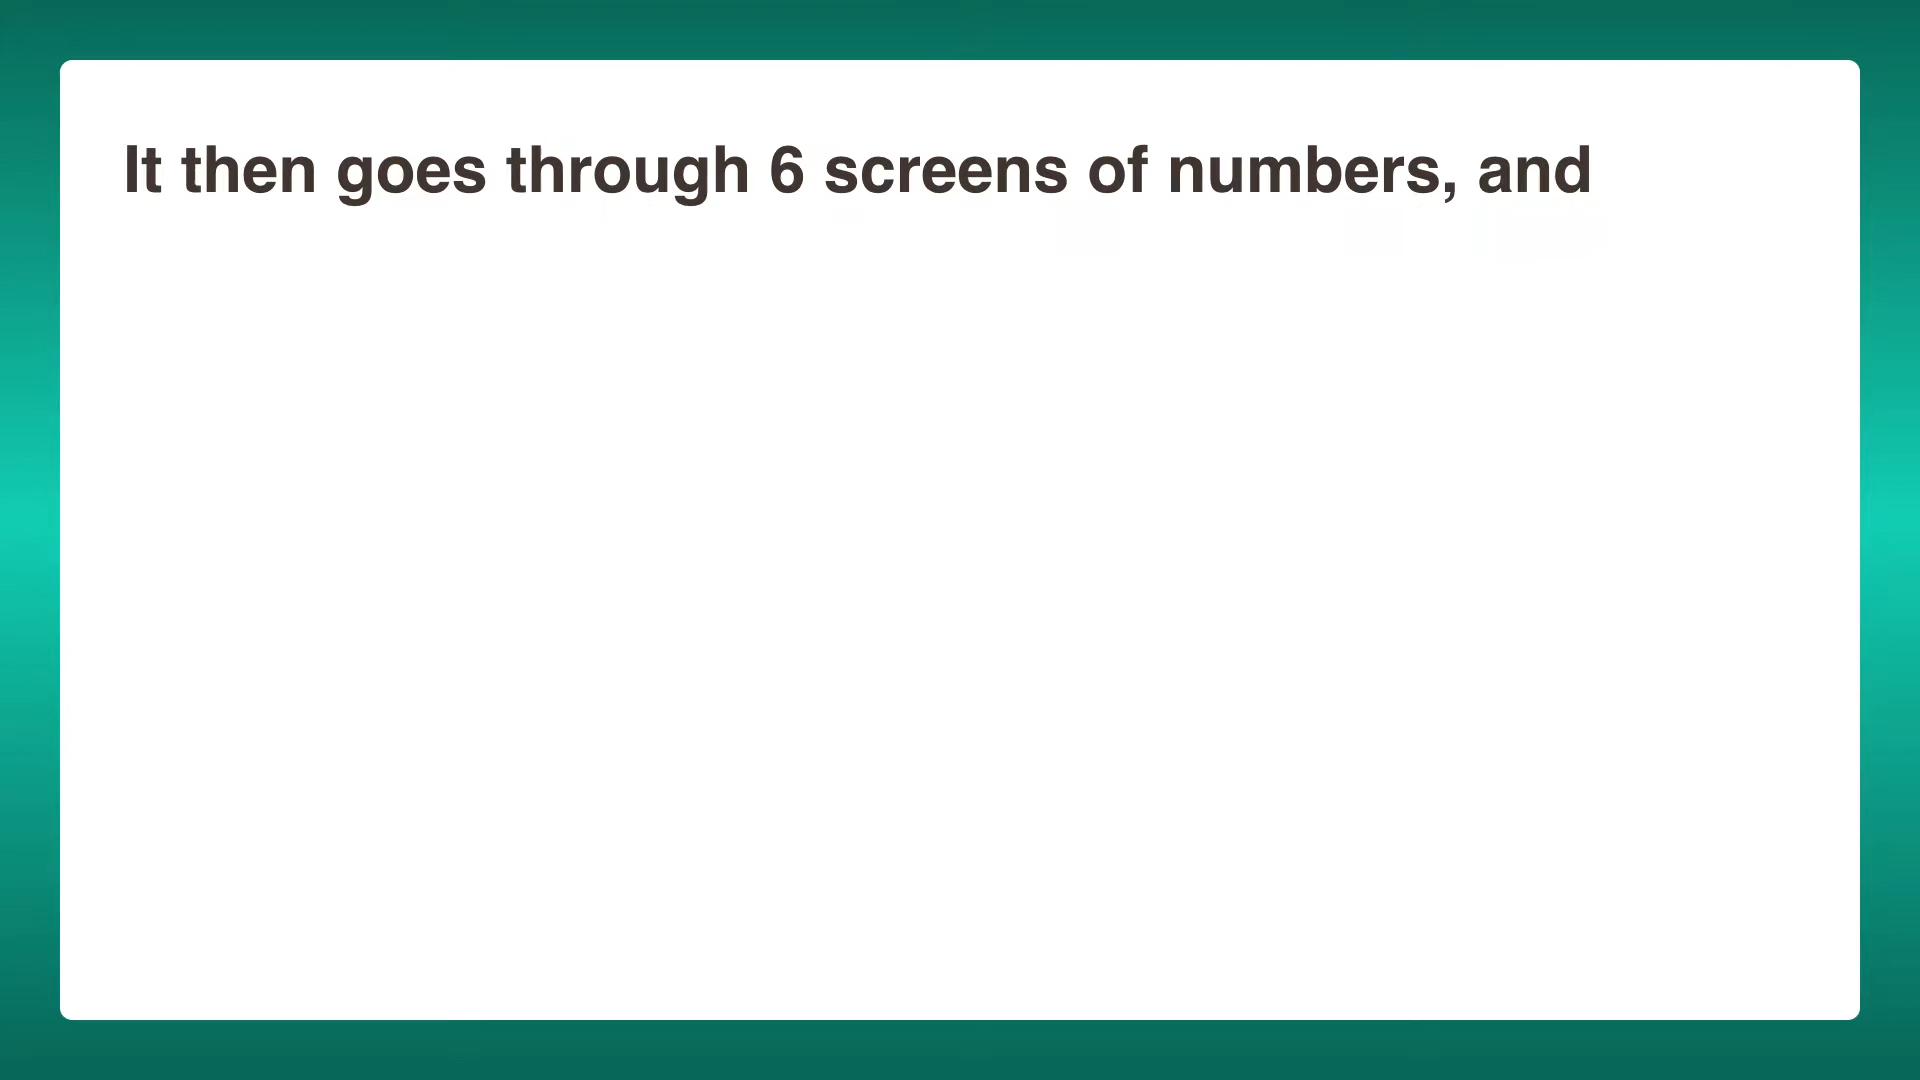 It then goes through 6 screens of numbers, and